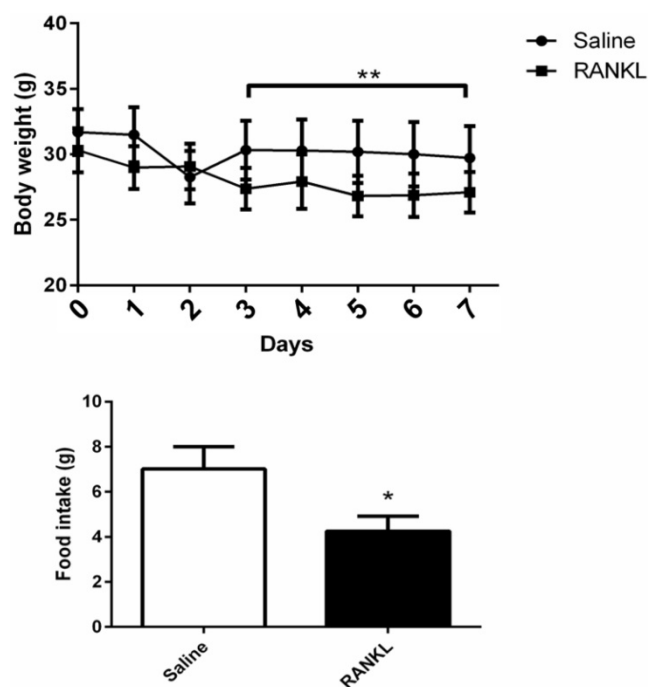 Saline
RANKL
**
Body weight (g)
40
35
30
25
20
0 1 2 3 4 5 6 7
Days
Food intake (g)
10
8
6
4
2
0
*
Saline
RANKL